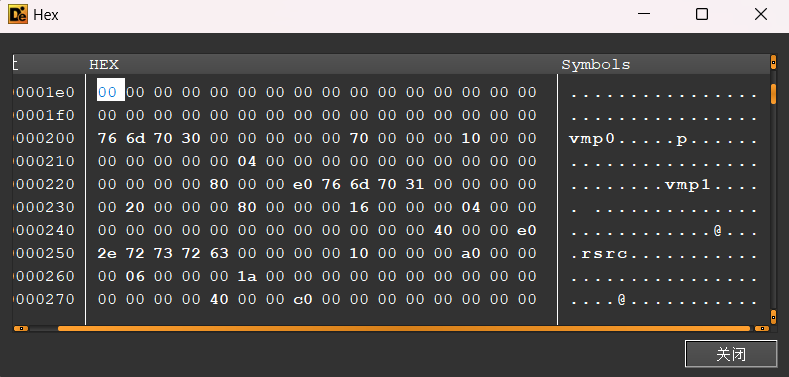 Hex
t HEX Symbols
00001e0 00 00 00 00 00 00 00 00 00 00 00 00 00 00 00 00 ................
00001f0 00 00 00 00 00 00 00 00 00 00 00 00 00 00 00 00 ................
0000200 76 6d 70 30 00 00 00 00 00 70 00 00 00 10 00 00 vmp0.....p......
0000210 00 00 00 00 00 04 00 00 00 00 00 00 00 00 00 00 ................
0000220 00 00 00 00 80 00 00 e0 76 6d 70 31 00 00 00 00 ........vmp1....
0000230 00 20 00 00 00 80 00 00 00 16 00 00 00 04 00 00 . ..............
0000240 00 00 00 00 00 00 00 00 00 00 00 00 40 00 00 e0 ............@...
0000250 2e 72 73 72 63 00 00 00 00 10 00 00 00 a0 00 00 .rsrc...........
0000260 00 06 00 00 00 1a 00 00 00 00 00 00 00 00 00 00 ................
0000270 00 00 00 00 40 00 00 c0 00 00 00 00 00 00 00 00 ....@...........
关闭